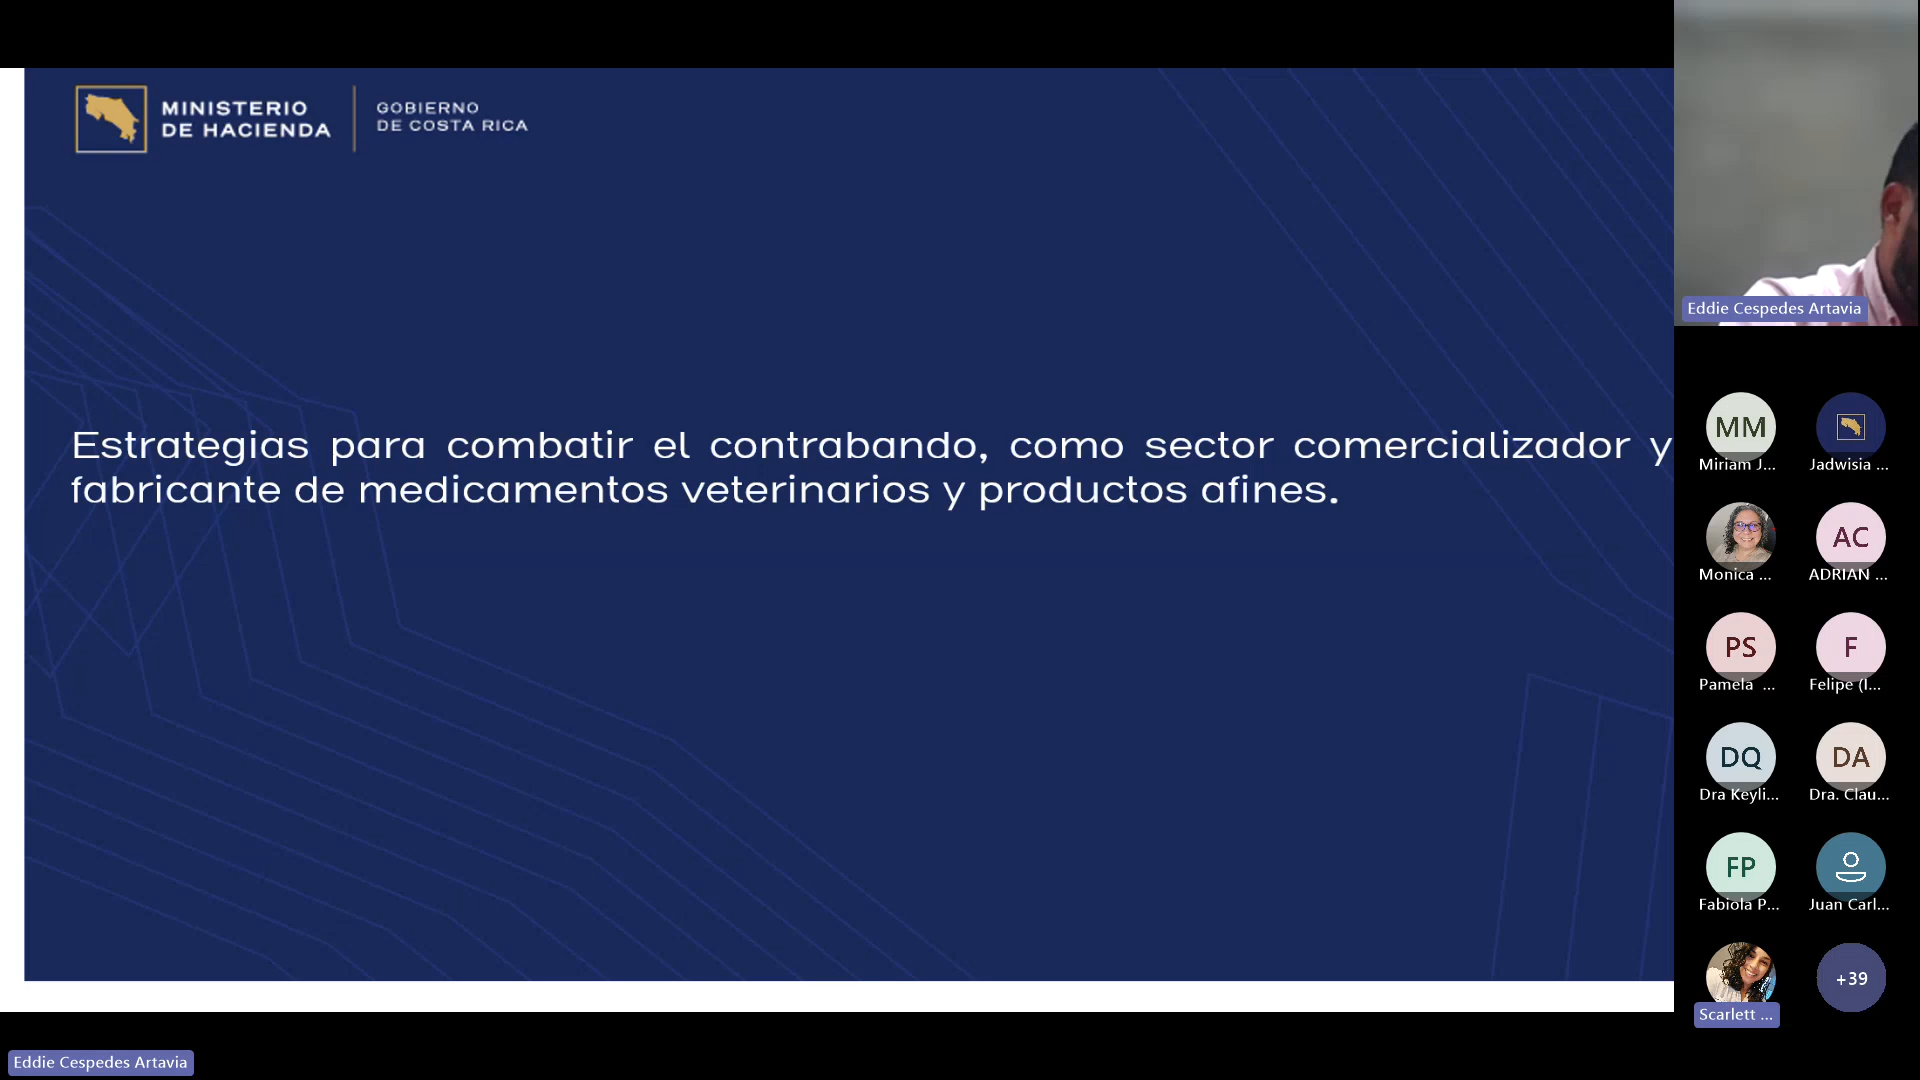 MINISTERIO
DE HACIENDA
GOBIERNO
DE COSTA RICA
Estrategias para combatir el contrabando, como sector comercializador y
fabricante de medicamentos veterinarios y productos afines.
Eddie Cespedes Artavia
MM
Miriam J...
Jadwisia ...
Monica ...
AC
ADRIAN ...
PS
Pamela ...
F
Felipe (I...
DQ
Dra Keyli...
DA
Dra. Clau...
FP
Fabiola P...
Juan Carl...
Scarlett ...
+39
Eddie Cespedes Artavia